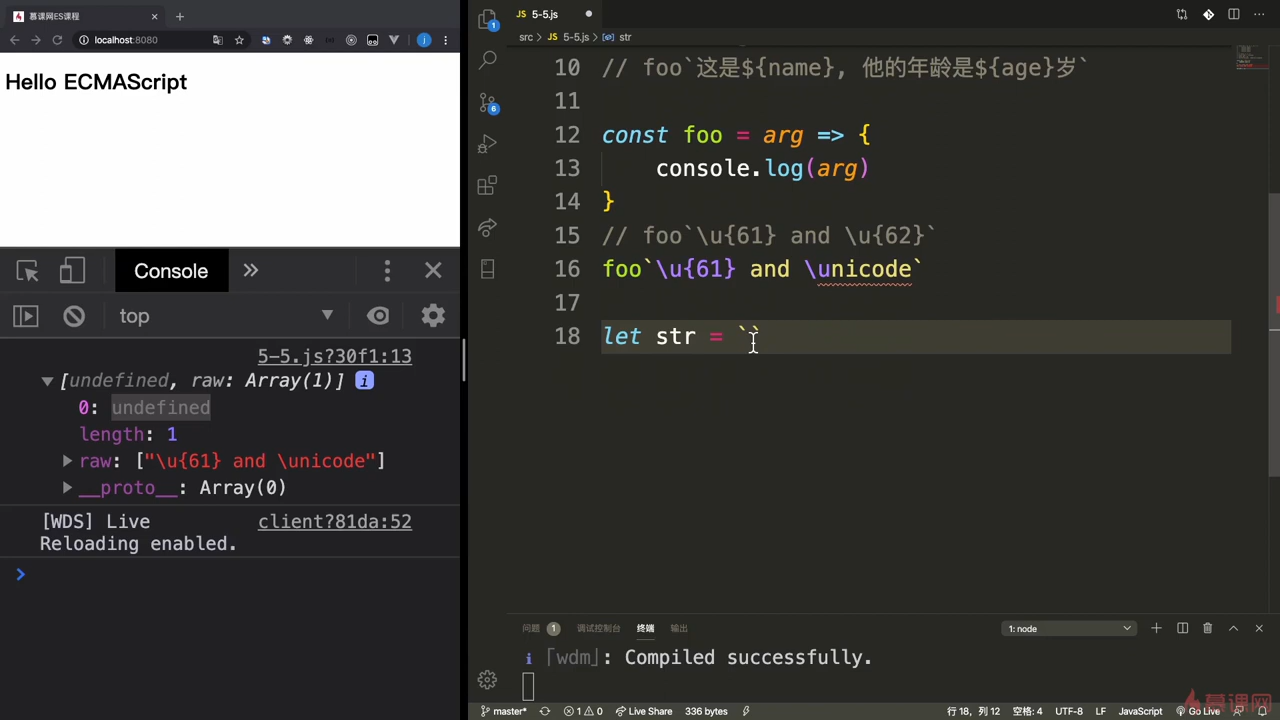 慕课网ES课程
localhost:8080
Hello ECMAScript
Console
top
5-5.js?30f1:13
[undefined, raw: Array(1)] i
0: undefined
length: 1
raw: ["\u{61} and \unicode"]
__proto__: Array(0)
[WDS] Live
client?81da:52
Reloading enabled.
5-5.js
src > JS 5-5.js > str
10 // foo`这是${name}, 他的年龄是${age}岁`
11
12 const foo = arg => {
13 console.log(arg)
14 }
15 // foo`\u{61} and \u{62}`
16 foo`\u{61} and \unicode`
17
18 let str = ``
问题 1 调试控制台 终端 输出 1: node
i ｢wdm｣: Compiled successfully.
master* 1 0 Live Share 336 bytes 行 18, 列 12 空格: 4 UTF-8 LF JavaScript Go Live
慕课网